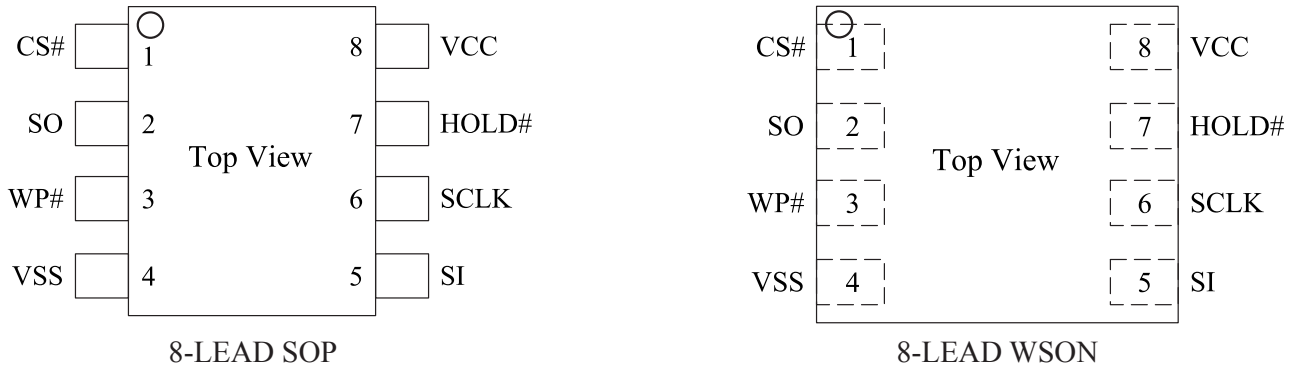 CS# 1 8 VCC
SO 2 7 HOLD#
Top View
WP# 3 6 SCLK
VSS 4 5 SI
8-LEAD SOP
CS# 1 8 VCC
SO 2 7 HOLD#
Top View
WP# 3 6 SCLK
VSS 4 5 SI
8-LEAD WSON